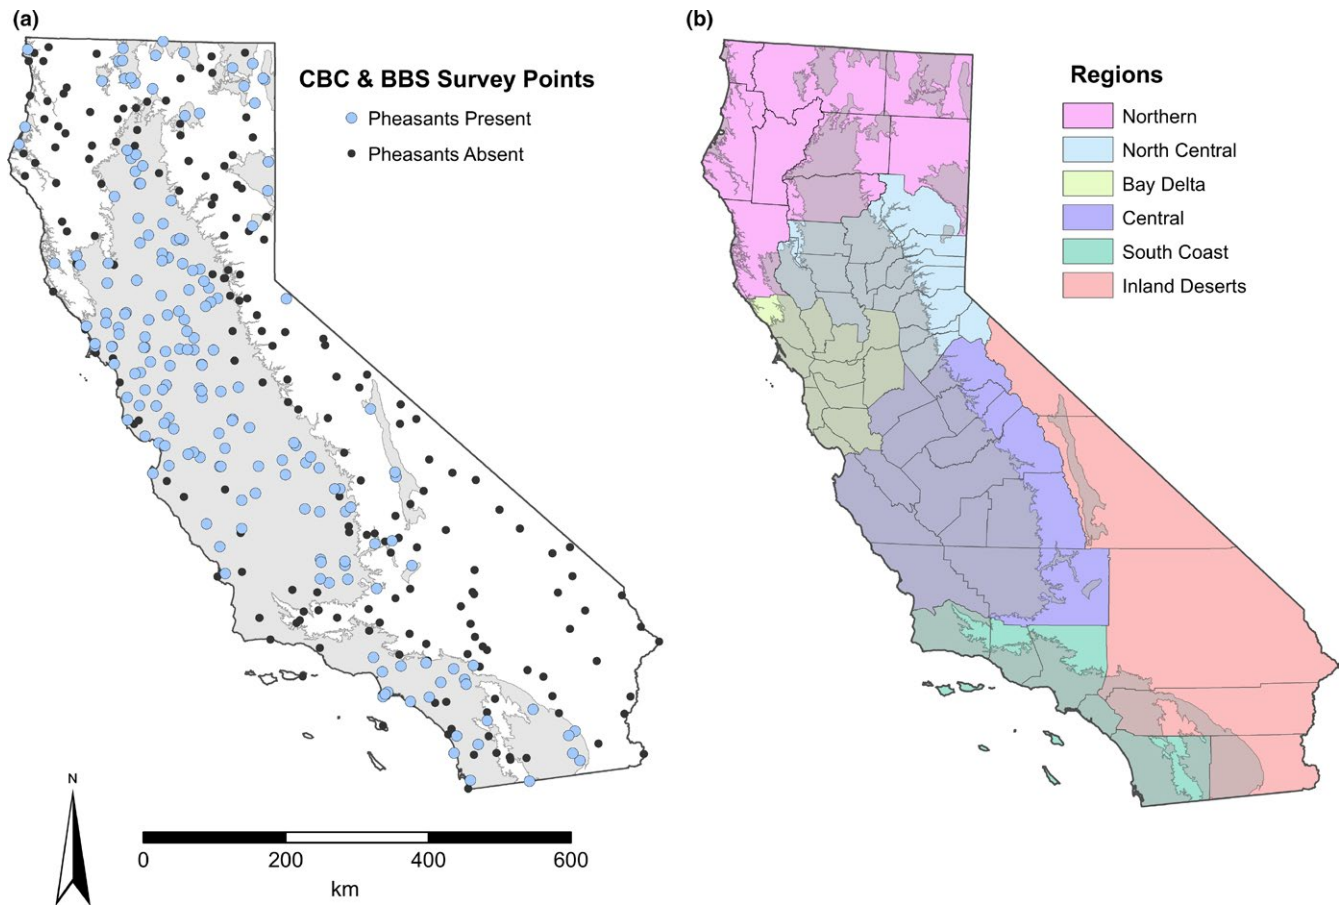 (a)
CBC & BBS Survey Points
Pheasants Present
Pheasants Absent
N
0
200
400
600
km
(b)
Regions
Northern
North Central
Bay Delta
Central
South Coast
Inland Deserts